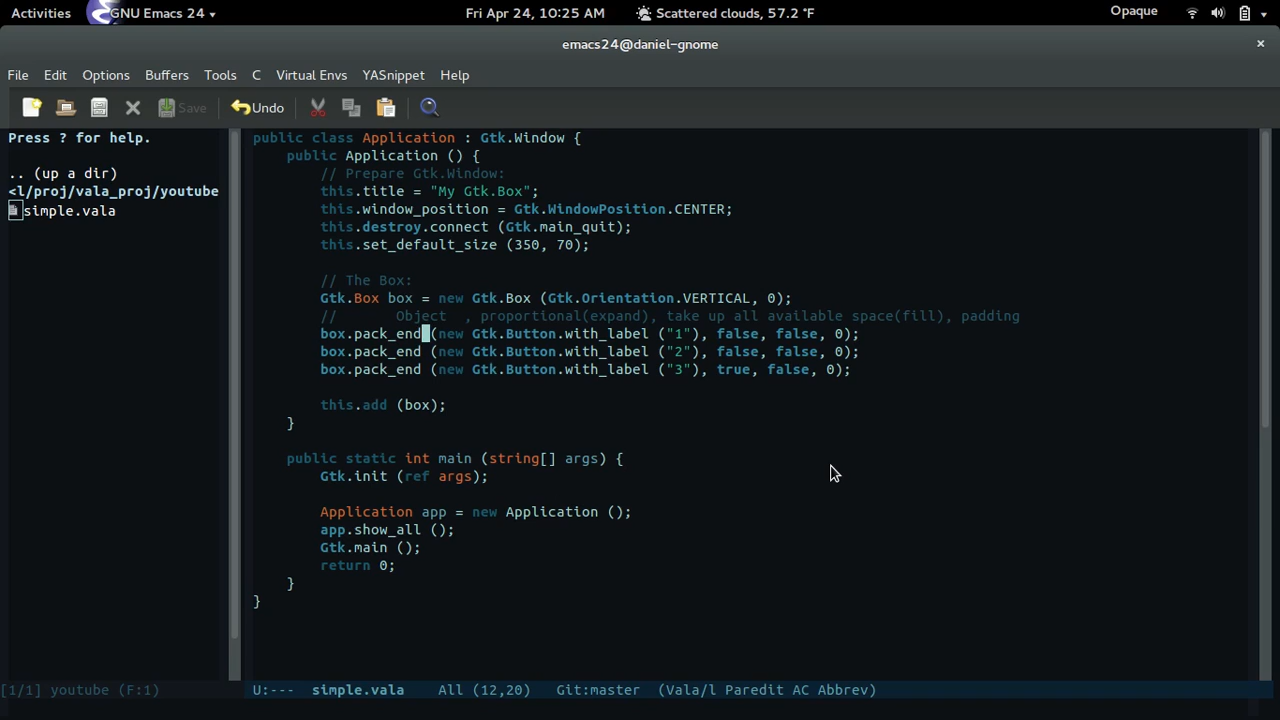 Activities GNU Emacs 24 Fri Apr 24, 10:25 AM Scattered clouds, 57.2 °F Opaque
emacs24@daniel-gnome
File Edit Options Buffers Tools C Virtual Envs YASnippet Help
Save Undo
Press ? for help.
.. (up a dir)
<l/proj/vala_proj/youtube
simple.vala
public class Application : Gtk.Window {
    public Application () {
        // Prepare Gtk.Window:
        this.title = "My Gtk.Box";
        this.window_position = Gtk.WindowPosition.CENTER;
        this.destroy.connect (Gtk.main_quit);
        this.set_default_size (350, 70);
        // The Box:
        Gtk.Box box = new Gtk.Box (Gtk.Orientation.VERTICAL, 0);
        //       Object  , proportional(expand), take up all available space(fill), padding
        box.pack_end (new Gtk.Button.with_label ("1"), false, false, 0);
        box.pack_end (new Gtk.Button.with_label ("2"), false, false, 0);
        box.pack_end (new Gtk.Button.with_label ("3"), true, false, 0);
        this.add (box);
    }
    public static int main (string[] args) {
        Gtk.init (ref args);
        Application app = new Application ();
        app.show_all ();
        Gtk.main ();
        return 0;
    }
}
[1/1] youtube (F:1) U:--- simple.vala All (12,20) Git:master (Vala/l Paredit AC Abbrev)